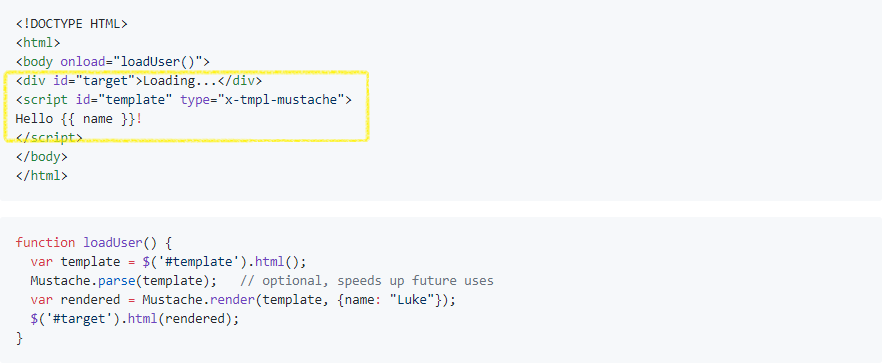 <!DOCTYPE HTML>
<html>
<body onload="loadUser()">
<div id="target">Loading...</div>
<script id="template" type="x-tmpl-mustache">
Hello {{ name }}!
</script>
</body>
</html>
function loadUser() {
  var template = $('#template').html();
  Mustache.parse(template);   // optional, speeds up future uses
  var rendered = Mustache.render(template, {name: "Luke"});
  $('#target').html(rendered);
}